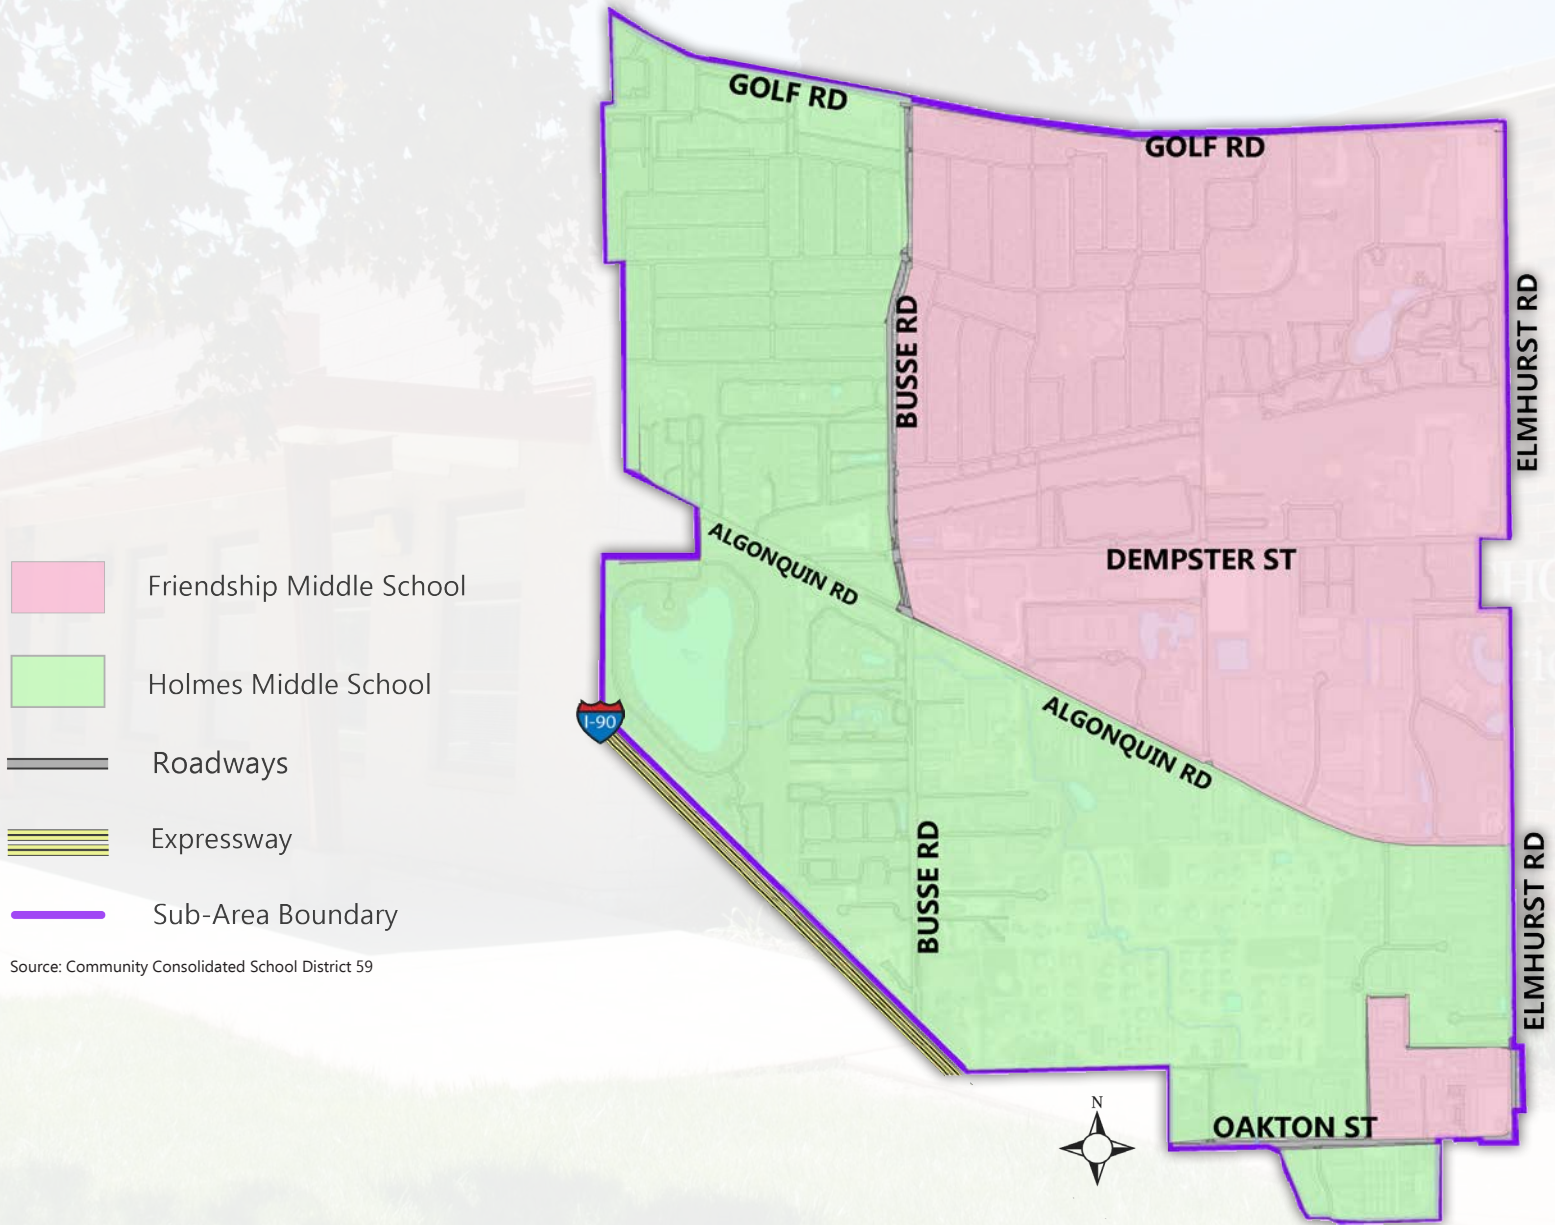 GOLF RD
GOLF RD
BUSSE RD
ELMHURST RD
ALGONQUIN RD
DEMPSTER ST
Friendship Middle School
Holmes Middle School
I-90
ALGONQUIN RD
Roadways
Expressway
BUSSE RD
ELMHURST RD
Sub-Area Boundary
Source: Community Consolidated School District 59
N
OAKTON ST